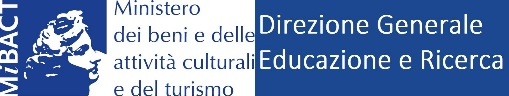 MiBACT
Ministero
dei beni e delle
attività culturali
e del turismo
Direzione Generale
Educazione e Ricerca